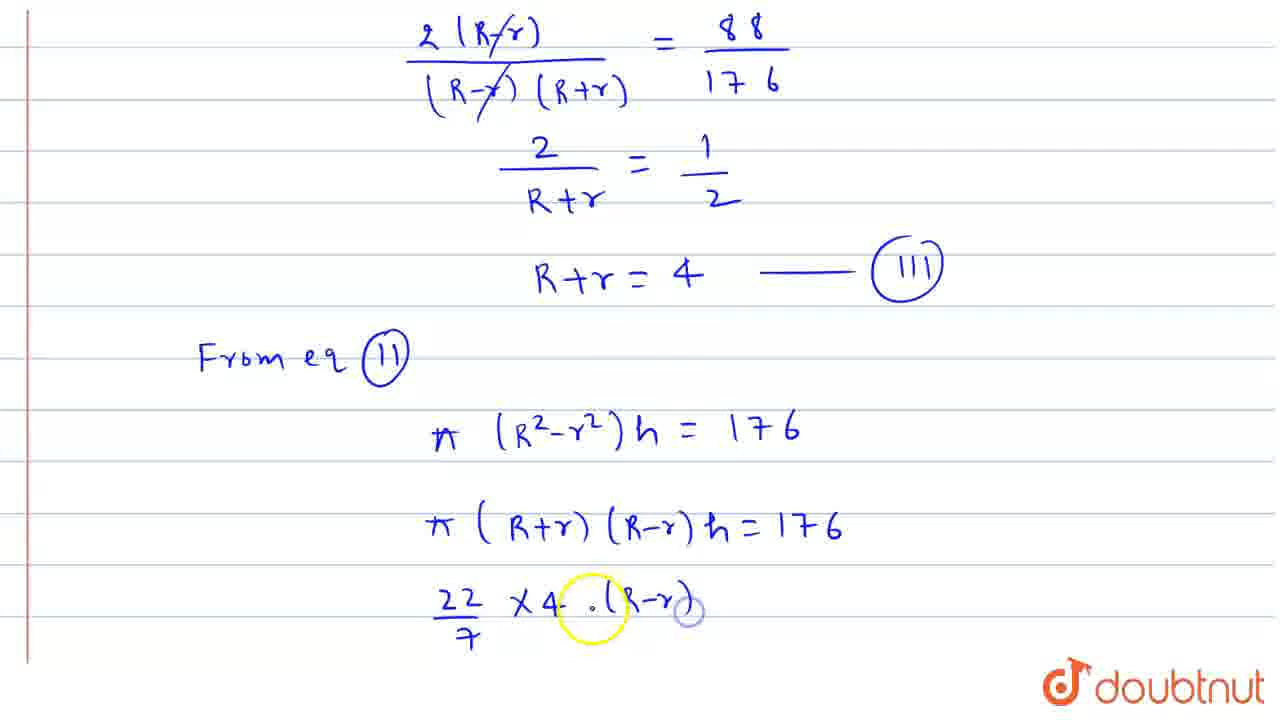 2 (R-r) / (R-r) (R+r) = 88 / 176
2 / R+r = 1 / 2
R+r = 4 — III
From eq II
π (R²-r²) h = 176
π (R+r) (R-r) h = 176
22/7 × 4 . (R-r)
doubtnut